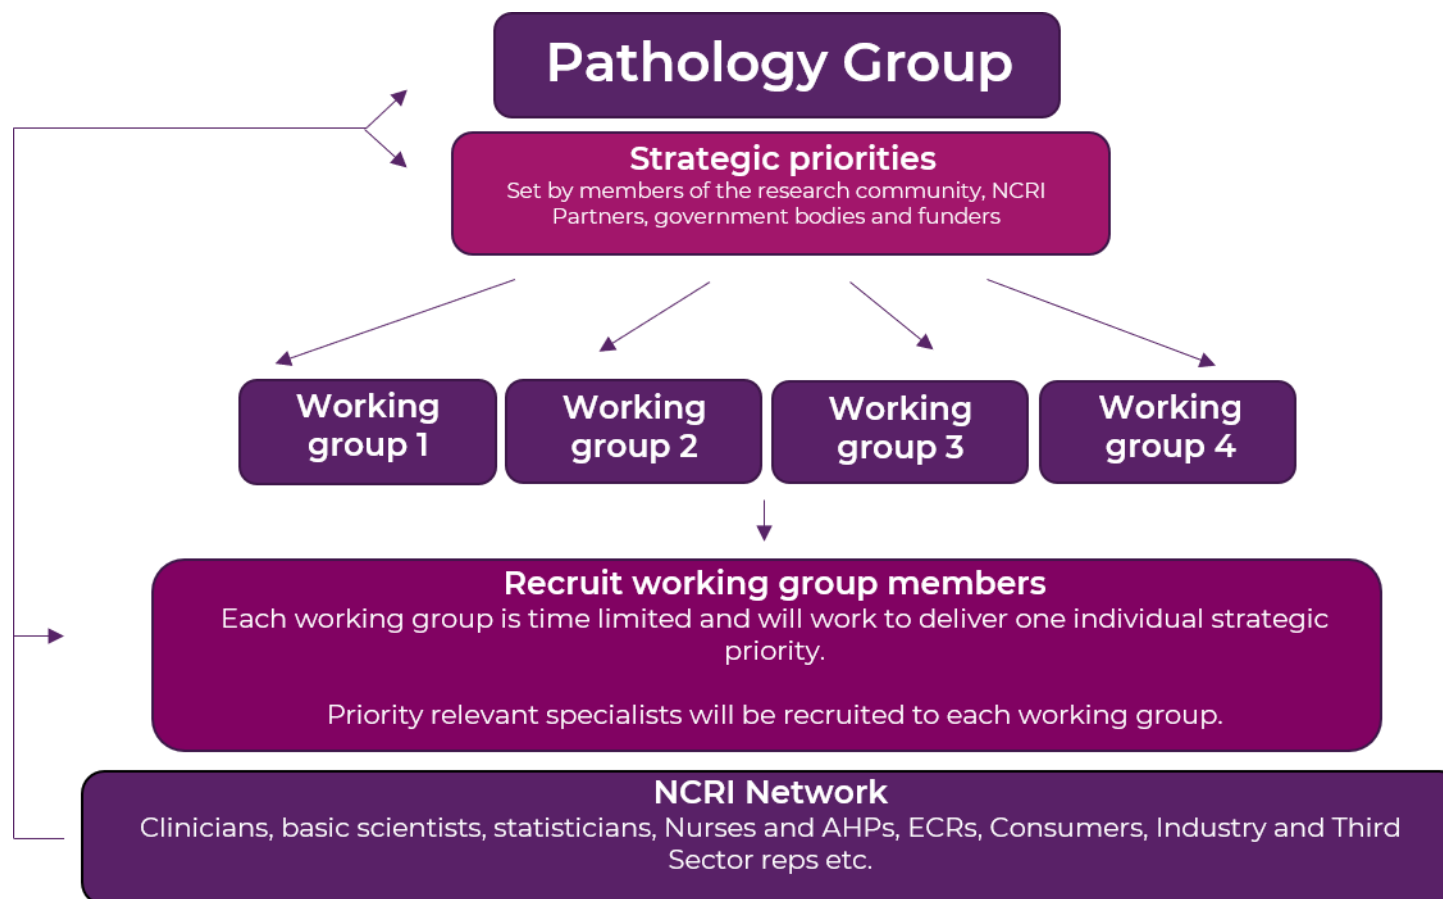 Pathology Group
Strategic priorities
Set by members of the research community, NCRI
Partners, government bodies and funders
Working
group 1
Working
group 2
Working
group 3
Working
group 4
Recruit working group members
Each working group is time limited and will work to deliver one individual strategic
priority.
Priority relevant specialists will be recruited to each working group.
NCRI Network
Clinicians, basic scientists, statisticians, Nurses and AHPs, ECRs, Consumers, Industry and Third
Sector reps etc.